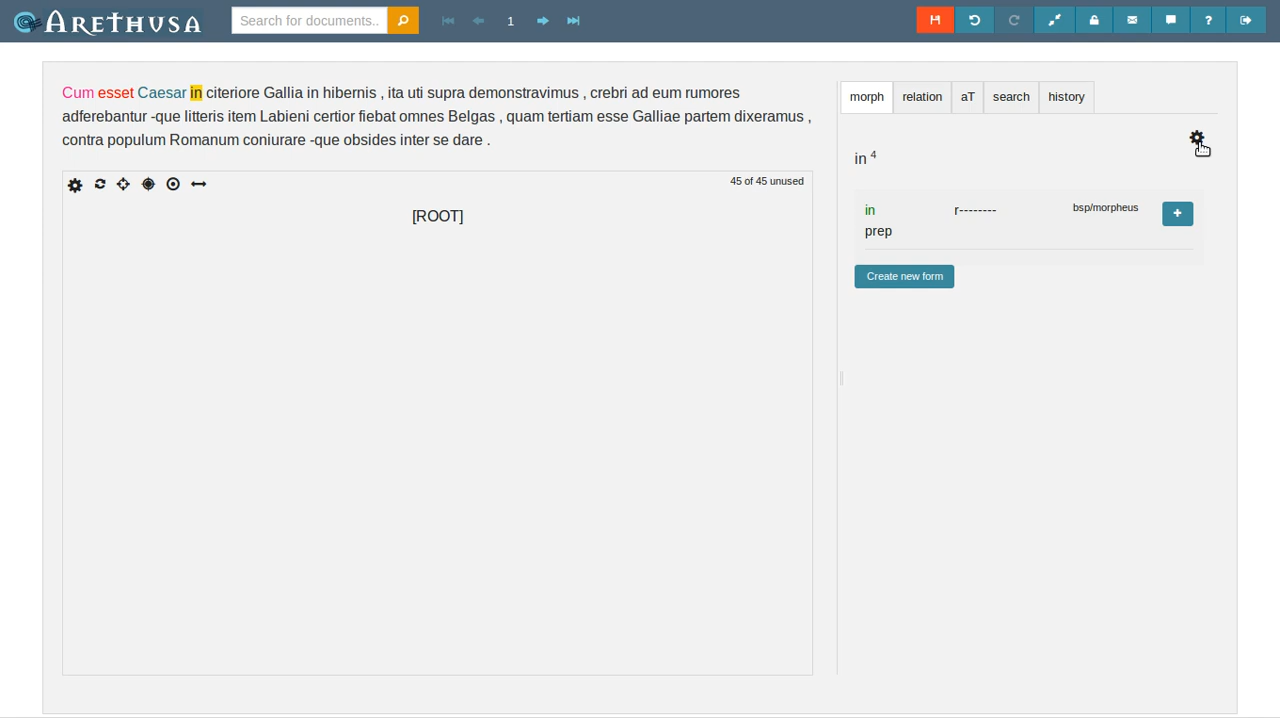 ARETHUSA Search for documents.. 1
Cum esset Caesar in citeriore Gallia in hibernis , ita uti supra demonstravimus , crebri ad eum rumores
adferebantur -que litteris item Labieni certior fiebat omnes Belgas , quam tertiam esse Galliae partem dixeramus ,
contra populum Romanum coniurare -que obsides inter se dare .
45 of 45 unused
[ROOT]
morph relation aT search history
in 4
in r-------- bsp/morpheus +
prep
Create new form